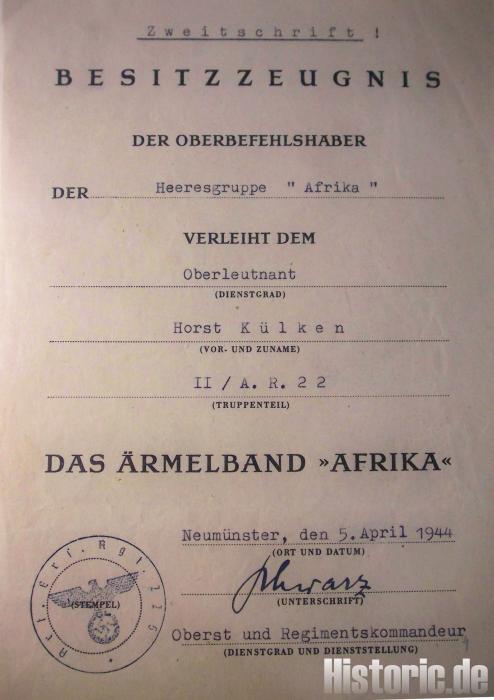 Zweitschrift !
BESITZZEUGNIS
DER OBERBEFEHLSHABER
DER Heeresgruppe " Afrika "
VERLEIHT DEM
Oberleutnant
(DIENSTGRAD)
Horst Külken
(VOR- UND ZUNAME)
II / A. R. 22
(TRUPPENTEIL)
DAS ÄRMELBAND »AFRIKA«
Neumünster, den 5. April 1944
(ORT UND DATUM)
Schwarz
(UNTERSCHRIFT)
Oberst und Regimentskommandeur
(DIENSTGRAD UND DIENSTSTELLUNG)
(STEMPEL)
Rgt. 225
Historic.de